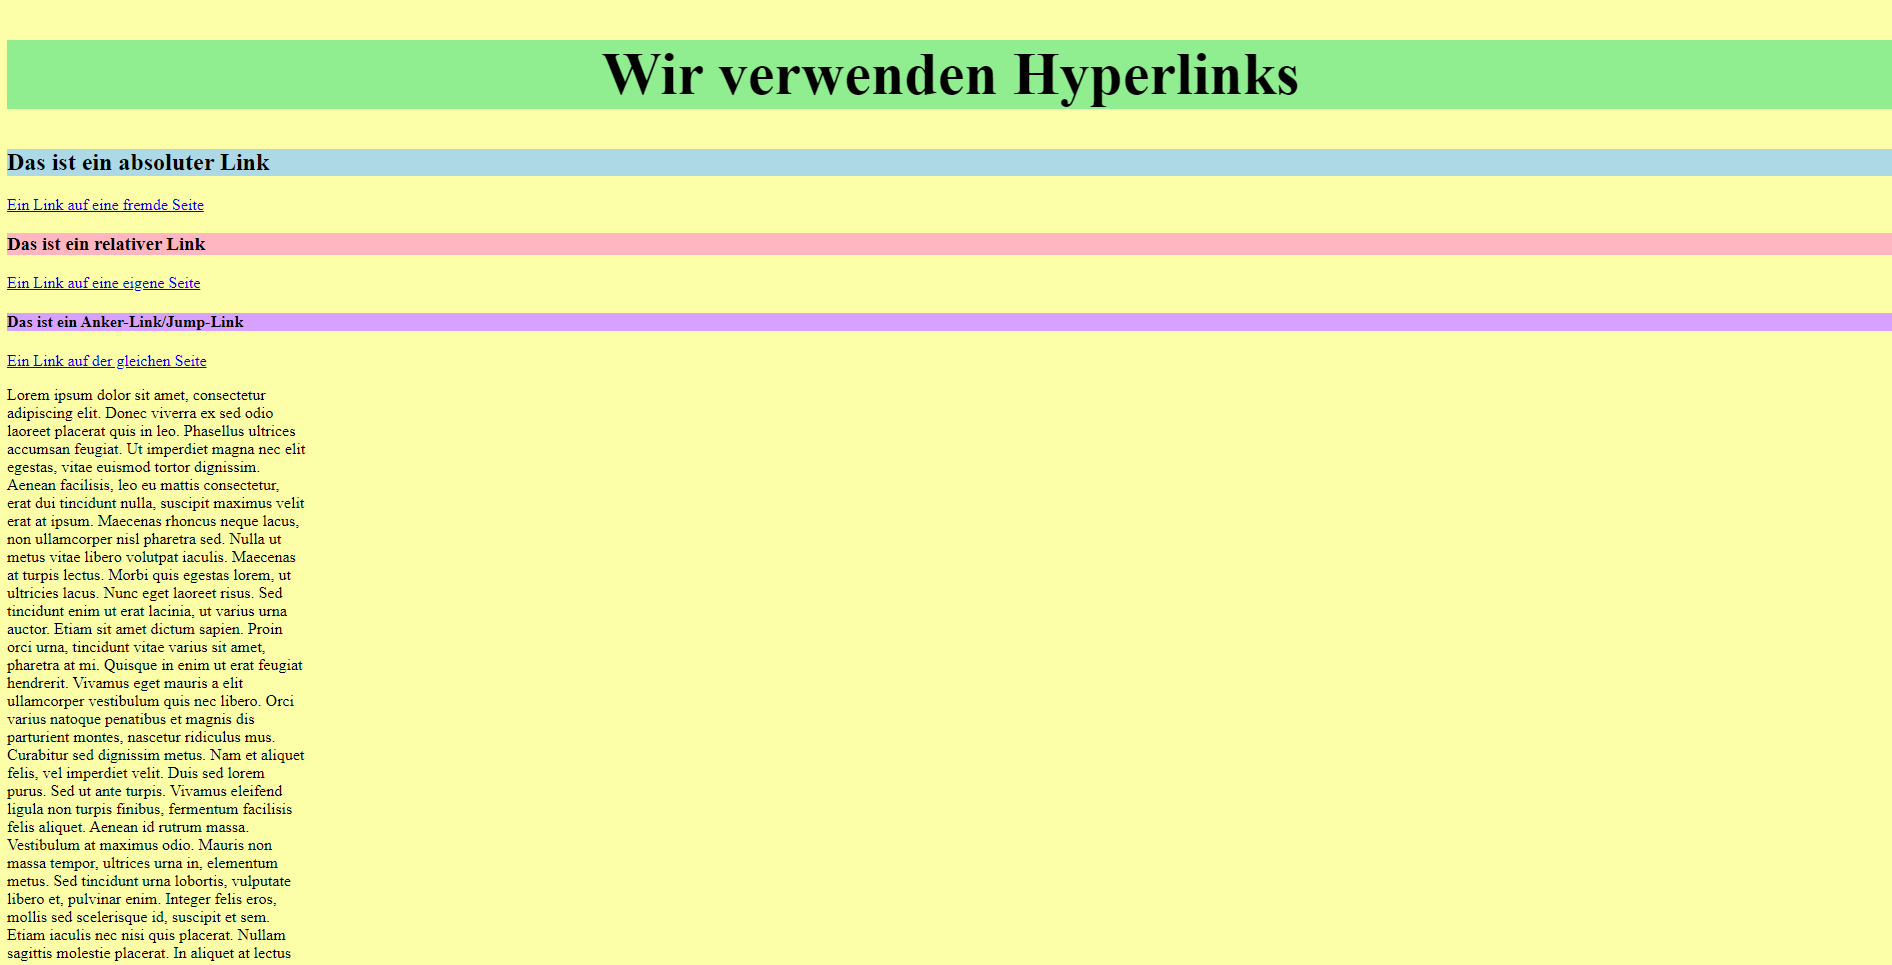 Wir verwenden Hyperlinks
Das ist ein absoluter Link
Ein Link auf eine fremde Seite
Das ist ein relativer Link
Ein Link auf eine eigene Seite
Das ist ein Anker-Link/Jump-Link
Ein Link auf der gleichen Seite
Lorem ipsum dolor sit amet, consectetur
adipiscing elit. Donec viverra ex sed odio
laoreet placerat quis in leo. Phasellus ultrices
accumsan feugiat. Ut imperdiet magna nec elit
egestas, vitae euismod tortor dignissim.
Aenean facilisis, leo eu mattis consectetur,
erat dui tincidunt nulla, suscipit maximus velit
erat at ipsum. Maecenas rhoncus neque lacus,
non ullamcorper nisl pharetra sed. Nulla ut
metus vitae libero volutpat iaculis. Maecenas
at turpis lectus. Morbi quis egestas lorem, ut
ultricies lacus. Nunc eget laoreet risus. Sed
tincidunt enim ut erat lacinia, ut varius urna
auctor. Etiam sit amet dictum sapien. Proin
orci urna, tincidunt vitae varius sit amet,
pharetra at mi. Quisque in enim ut erat feugiat
hendrerit. Vivamus eget mauris a elit
ullamcorper vestibulum quis nec libero. Orci
varius natoque penatibus et magnis dis
parturient montes, nascetur ridiculus mus.
Curabitur sed dignissim metus. Nam et aliquet
felis, vel imperdiet velit. Duis sed lorem
purus. Sed ut ante turpis. Vivamus eleifend
ligula non turpis finibus, fermentum facilisis
felis aliquet. Aenean id rutrum massa.
Vestibulum at maximus odio. Mauris non
massa tempor, ultrices urna in, elementum
metus. Sed tincidunt urna lobortis, vulputate
libero et, pulvinar enim. Integer felis eros,
mollis sed scelerisque id, suscipit et sem.
Etiam iaculis nec nisi quis placerat. Nullam
sagittis molestie placerat. In aliquet at lectus